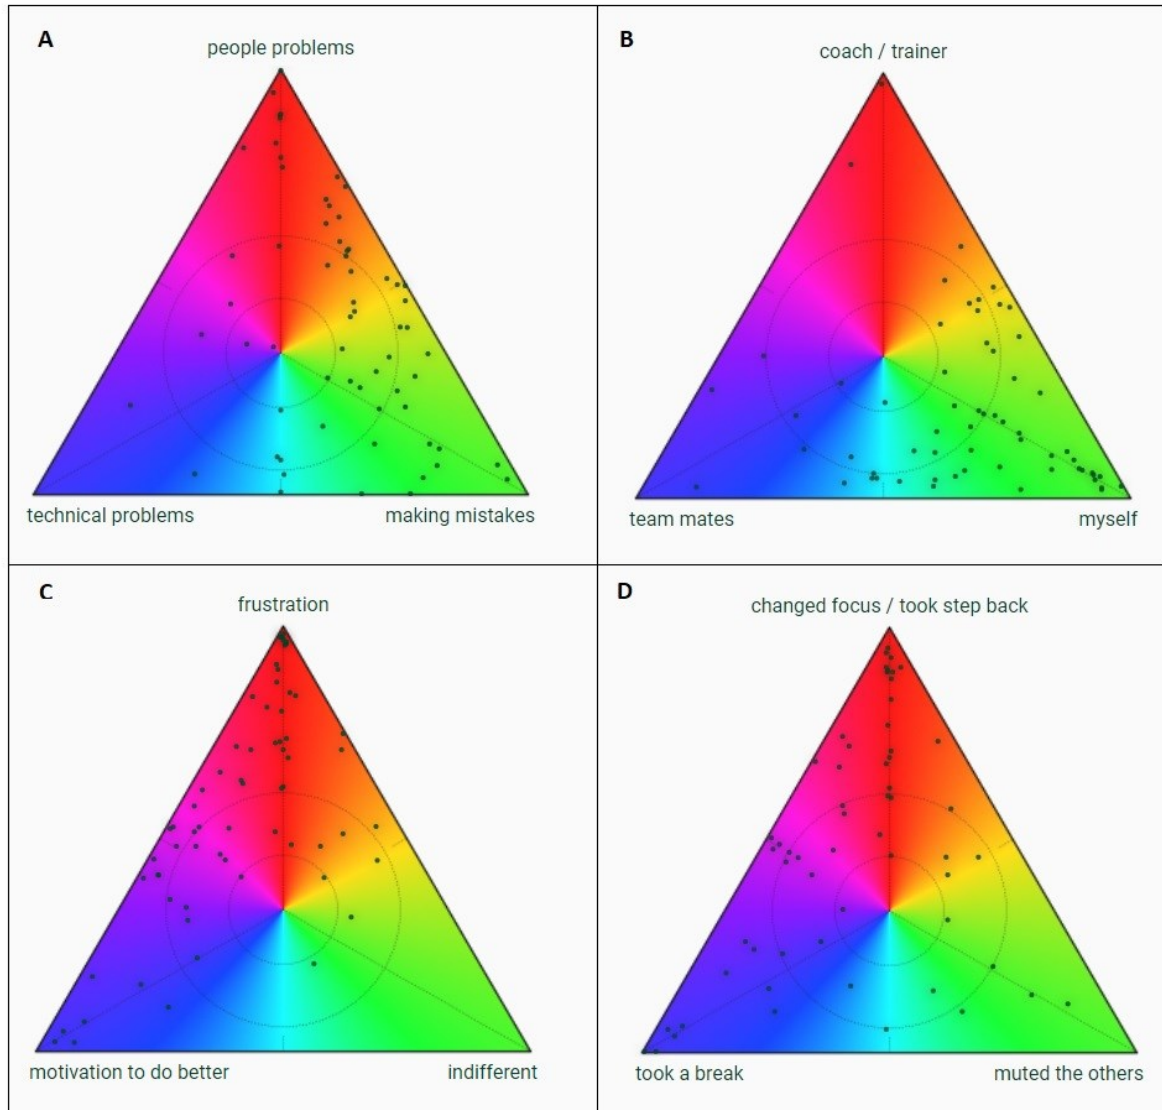 A
people problems
technical problems
making mistakes
B
coach / trainer
team mates
myself
C
frustration
motivation to do better
indifferent
D
changed focus / took step back
took a break
muted the others